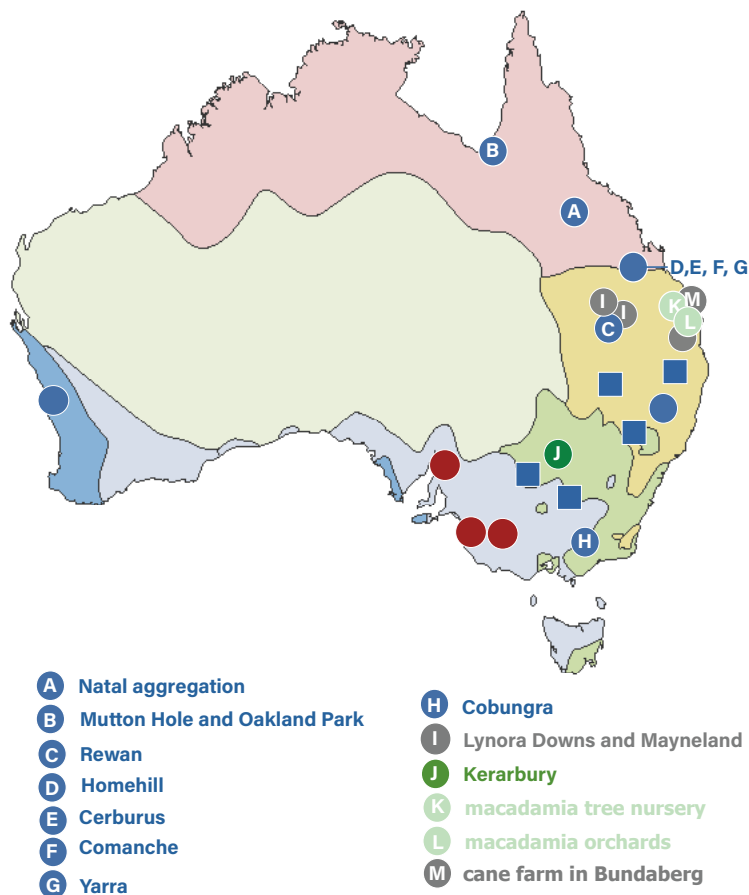 B
A
D,E, F, G
I
I
M
K
L
C
J
H
A Natal aggregation
B Mutton Hole and Oakland Park
C Rewan
D Homehill
E Cerburus
F Comanche
G Yarra
H Cobungra
I Lynora Downs and Mayneland
J Kerarbury
K macadamia tree nursery
L macadamia orchards
M cane farm in Bundaberg